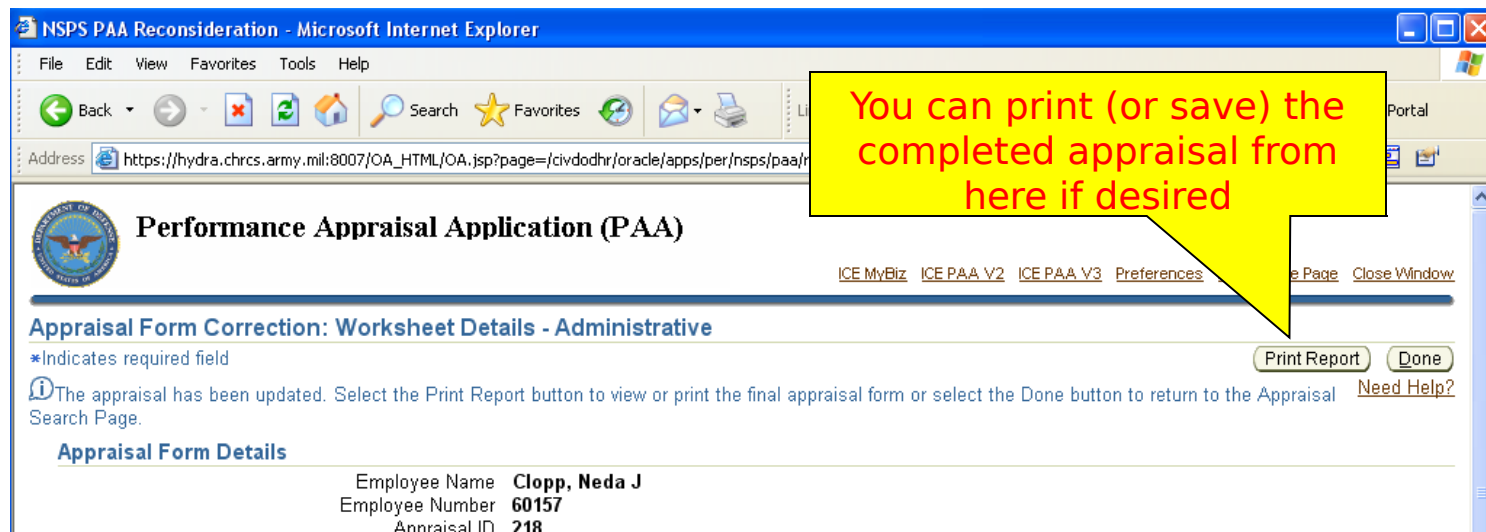 NSPS PAA Reconsideration - Microsoft Internet Explorer
File Edit View Favorites Tools Help
Back Search Favorites Portal
You can print (or save) the
completed appraisal from
here if desired
Address https://hydra.chrcs.army.mil:8007/OA_HTML/OA.jsp?page=/civdodhr/oracle/apps/per/nsps/paa/
Performance Appraisal Application (PAA)
ICE MyBiz ICE PAA V2 ICE PAA V3 Preferences Page Close Window
Appraisal Form Correction: Worksheet Details - Administrative
*Indicates required field
Print Report Done
The appraisal has been updated. Select the Print Report button to view or print the final appraisal form or select the Done button to return to the Appraisal Need Help?
Search Page.
Appraisal Form Details
Employee Name Clopp, Neda J
Employee Number 60157
Appraisal ID 218